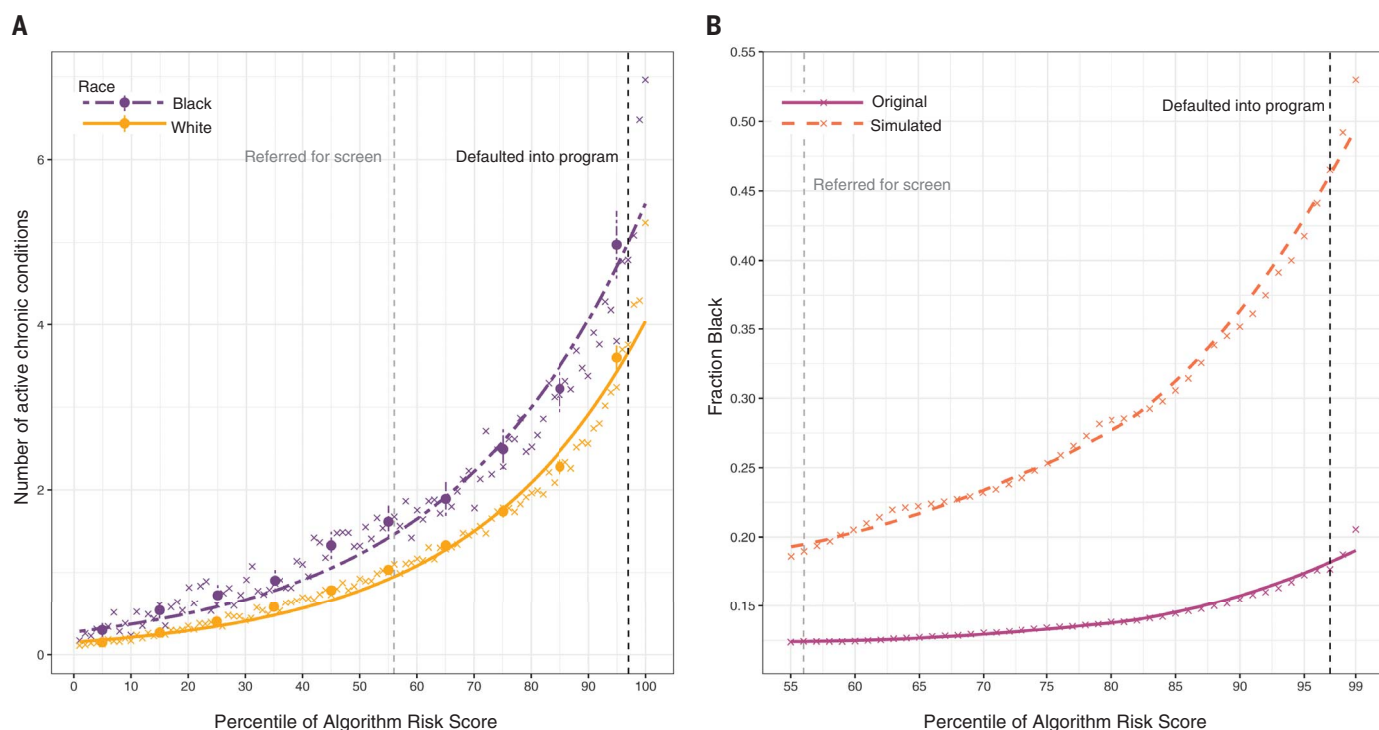 A
Race
Black
White
Referred for screen
Defaulted into program
Number of active chronic conditions
6
4
2
0
0 10 20 30 40 50 60 70 80 90 100
Percentile of Algorithm Risk Score
B
Original
Simulated
Defaulted into program
Referred for screen
Fraction Black
0.55
0.50
0.45
0.40
0.35
0.30
0.25
0.20
0.15
55 60 65 70 75 80 85 90 95 99
Percentile of Algorithm Risk Score